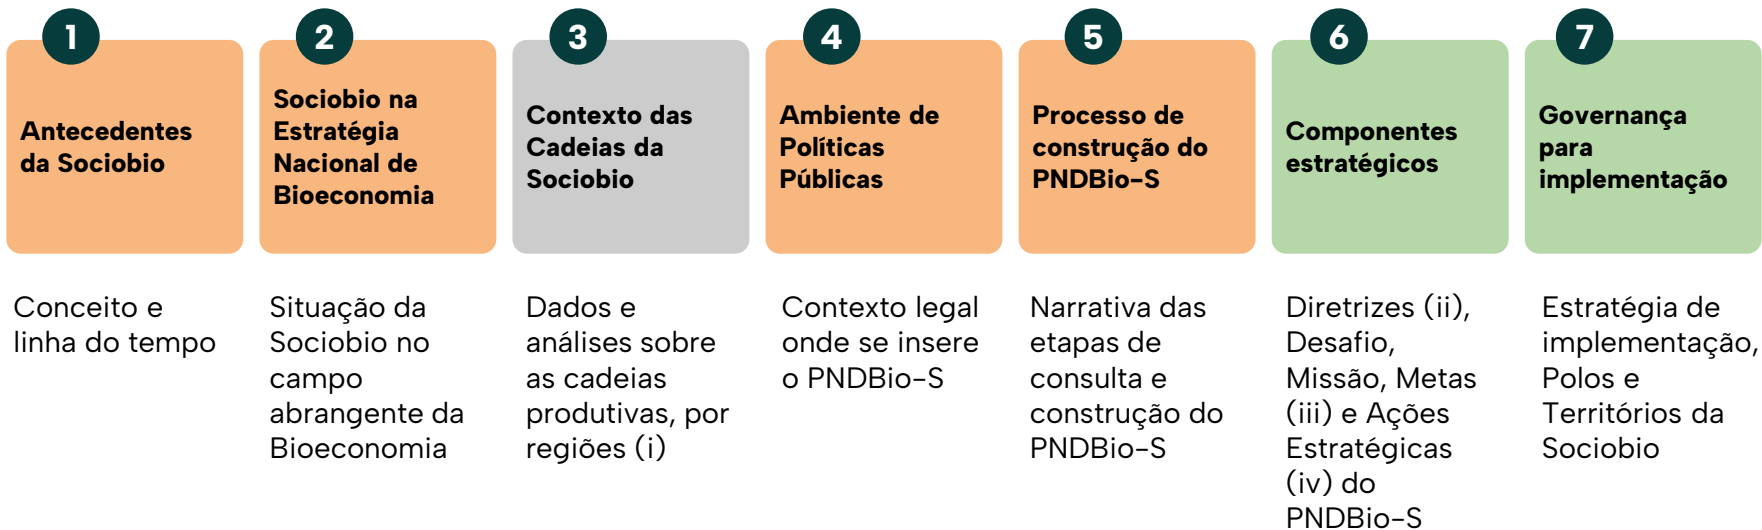 1
Antecedentes
da Sociobio
Conceito e
linha do tempo
2
Sociobio na
Estratégia
Nacional de
Bioeconomia
Situação da
Sociobio no
campo
abrangente da
Bioeconomia
3
Contexto das
Cadeias da
Sociobio
Dados e
análises sobre
as cadeias
produtivas, por
regiões (i)
4
Ambiente de
Políticas
Públicas
Contexto legal
onde se insere
o PNDBio-S
5
Processo de
construção do
PNDBio-S
Narrativa das
etapas de
consulta e
construção do
PNDBio-S
6
Componentes
estratégicos
Diretrizes (ii),
Desafio,
Missão, Metas
(iii) e Ações
Estratégicas
(iv) do
PNDBio-S
7
Governança
para
implementação
Estratégia de
implementação,
Polos e
Territórios da
Sociobio